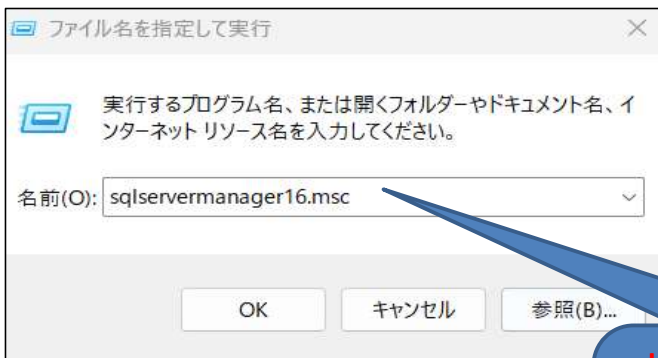 ファイル名を指定して実行
実行するプログラム名、または開くフォルダーやドキュメント名、イ
ンターネット リソース名を入力してください。
名前(O): sqlservermanager16.msc
OK キャンセル 参照(B)...